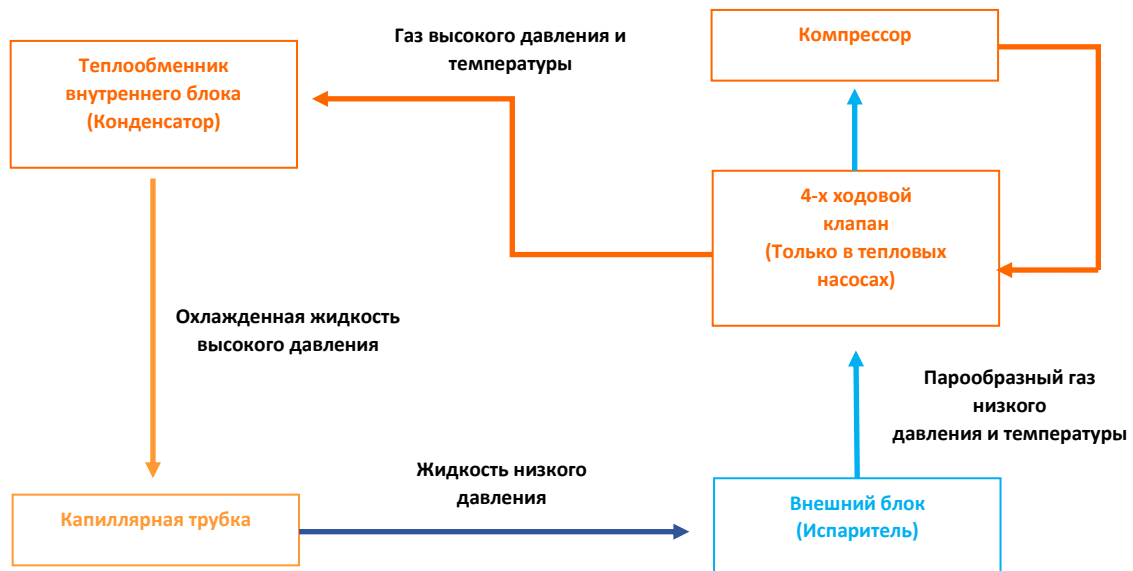 Газ высокого давления и
температуры
Компрессор
Теплообменник
внутреннего блока
(Конденсатор)
4-х ходовой
клапан
(Только в тепловых
насосах)
Охлажденная жидкость
высокого давления
Парообразный газ
низкого
давления и температуры
Жидкость низкого
давления
Капиллярная трубка
Внешний блок
(Испаритель)